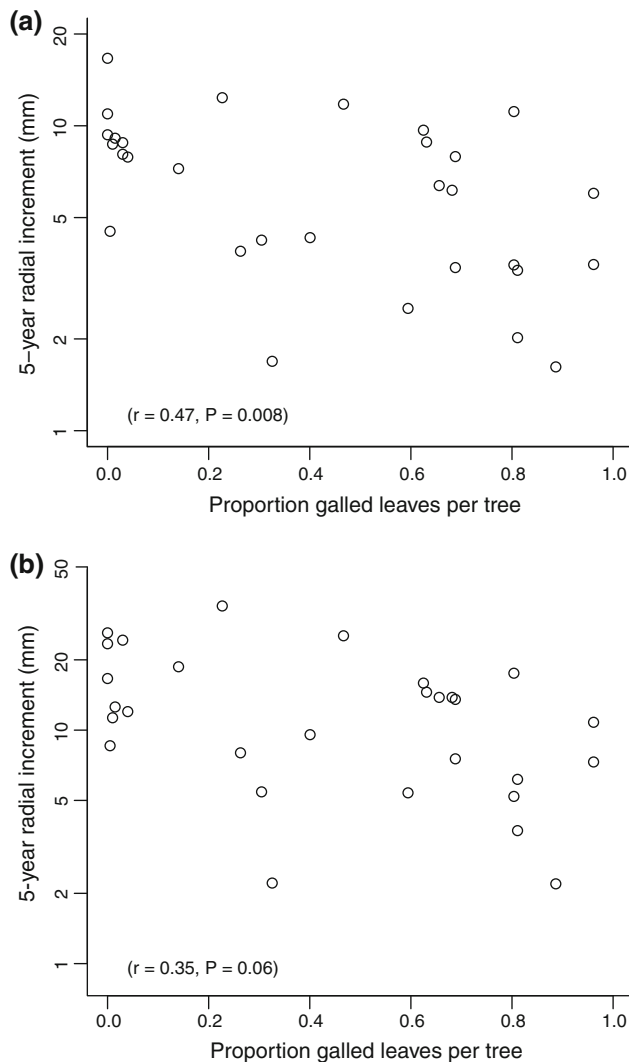 (a)
20
10
5
2
1
5−year radial increment (mm)
(r = 0.47, P = 0.008)
0.0 0.2 0.4 0.6 0.8 1.0
Proportion galled leaves per tree
(b)
50
20
10
5
2
1
5-year radial increment (mm)
(r = 0.35, P = 0.06)
0.0 0.2 0.4 0.6 0.8 1.0
Proportion galled leaves per tree